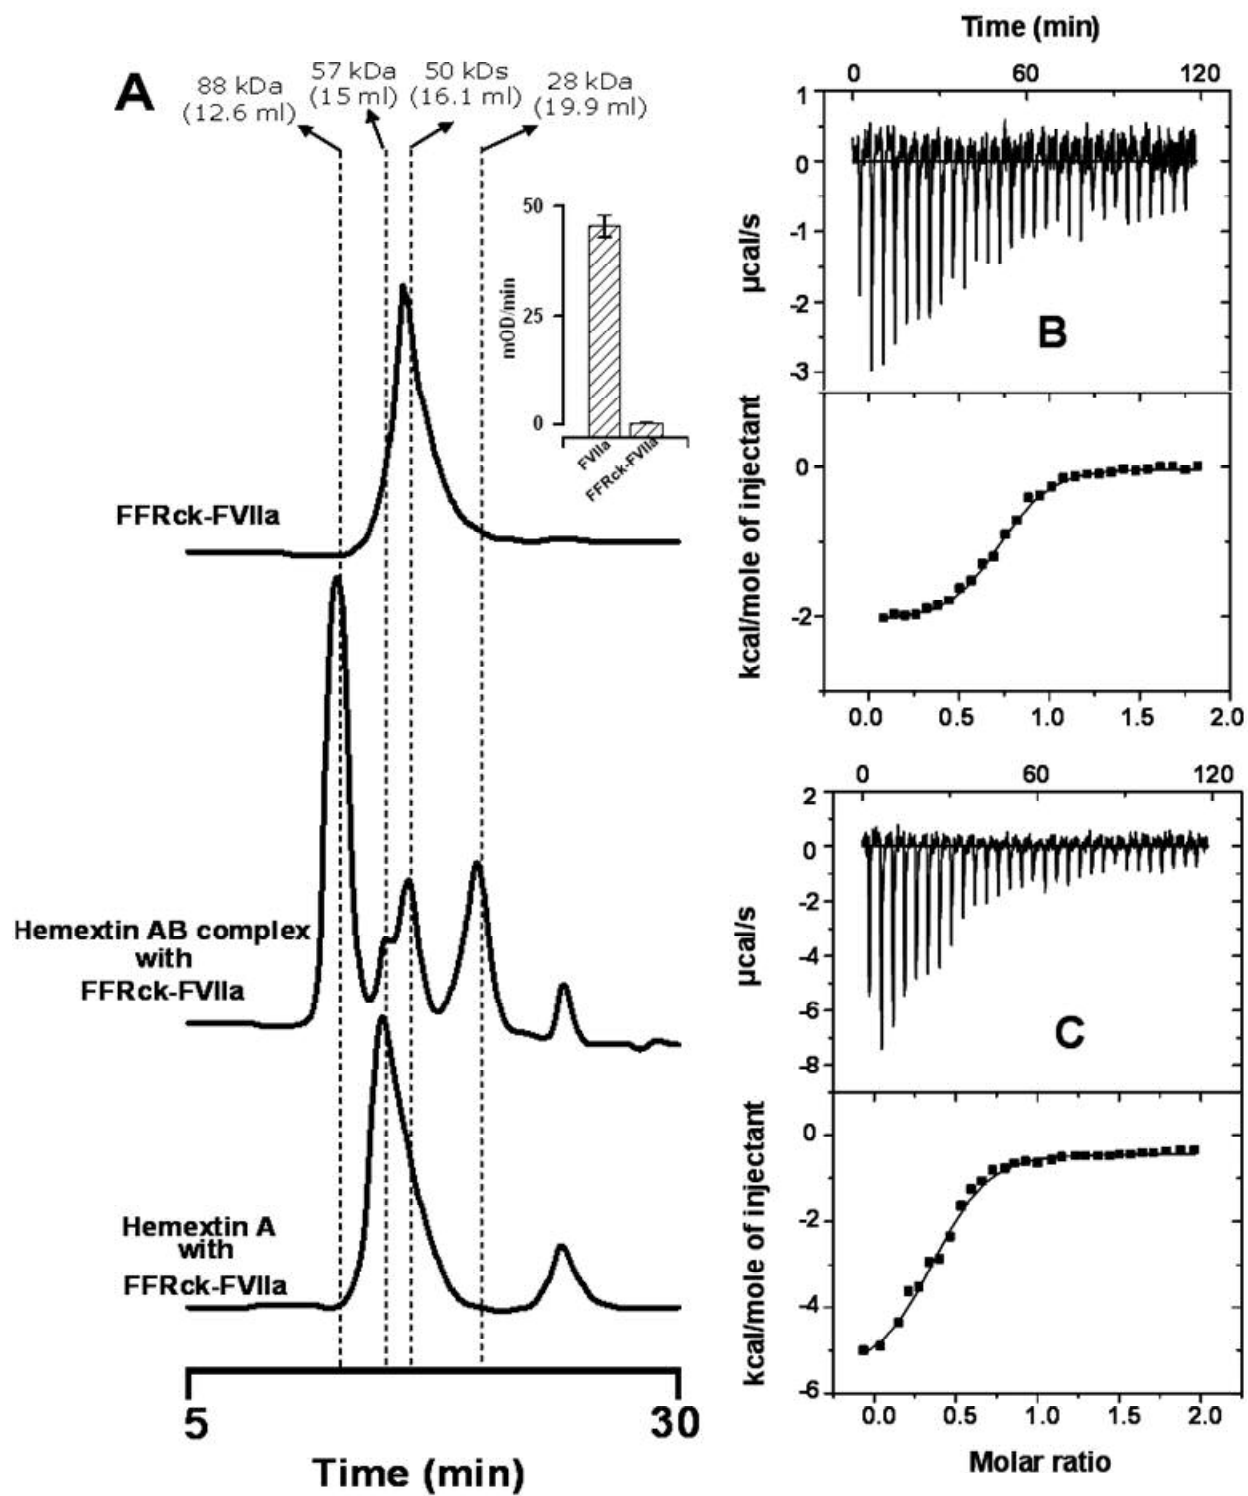 A
88 kDa
(12.6 ml)
57 kDa
(15 ml)
50 kDs
(16.1 ml)
28 kDa
(19.9 ml)
50
25
0
mOD/min
FVIIa
FFRck-FVIIa
FFRck-FVIIa
Hemextin AB complex
with
FFRck-FVIIa
Hemextin A
with
FFRck-FVIIa
5
30
Time (min)
Time (min)
0
60
120
1
0
-1
-2
-3
µcal/s
B
0
-2
kcal/mole of injectant
0.0
0.5
1.0
1.5
2.0
0
60
120
2
0
-2
-4
-6
-8
µcal/s
C
0
-2
-4
-6
kcal/mole of injectant
0.0
0.5
1.0
1.5
2.0
Molar ratio